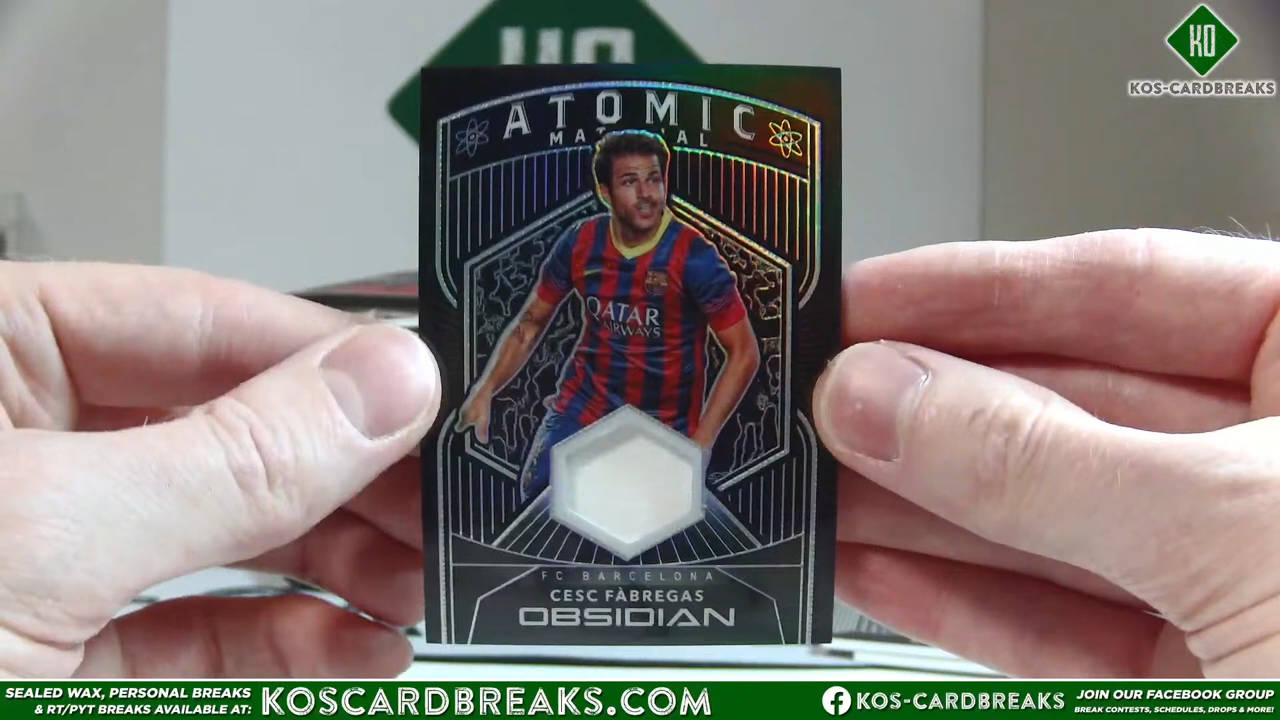 KO
KO
KOS-CARDBREAKS
ATOMIC
QATAR
AIRWAYS
FC BARCELONA
CESC FÀBREGAS
OBSIDIAN
SEALED WAX, PERSONAL BREAKS
& RT/PYT BREAKS AVAILABLE AT:
KOSCARDBREAKS.COM
KOS-CARDBREAKS
JOIN OUR FACEBOOK GROUP
BREAK CONTESTS, SCHEDULES, DROPS & MORE!